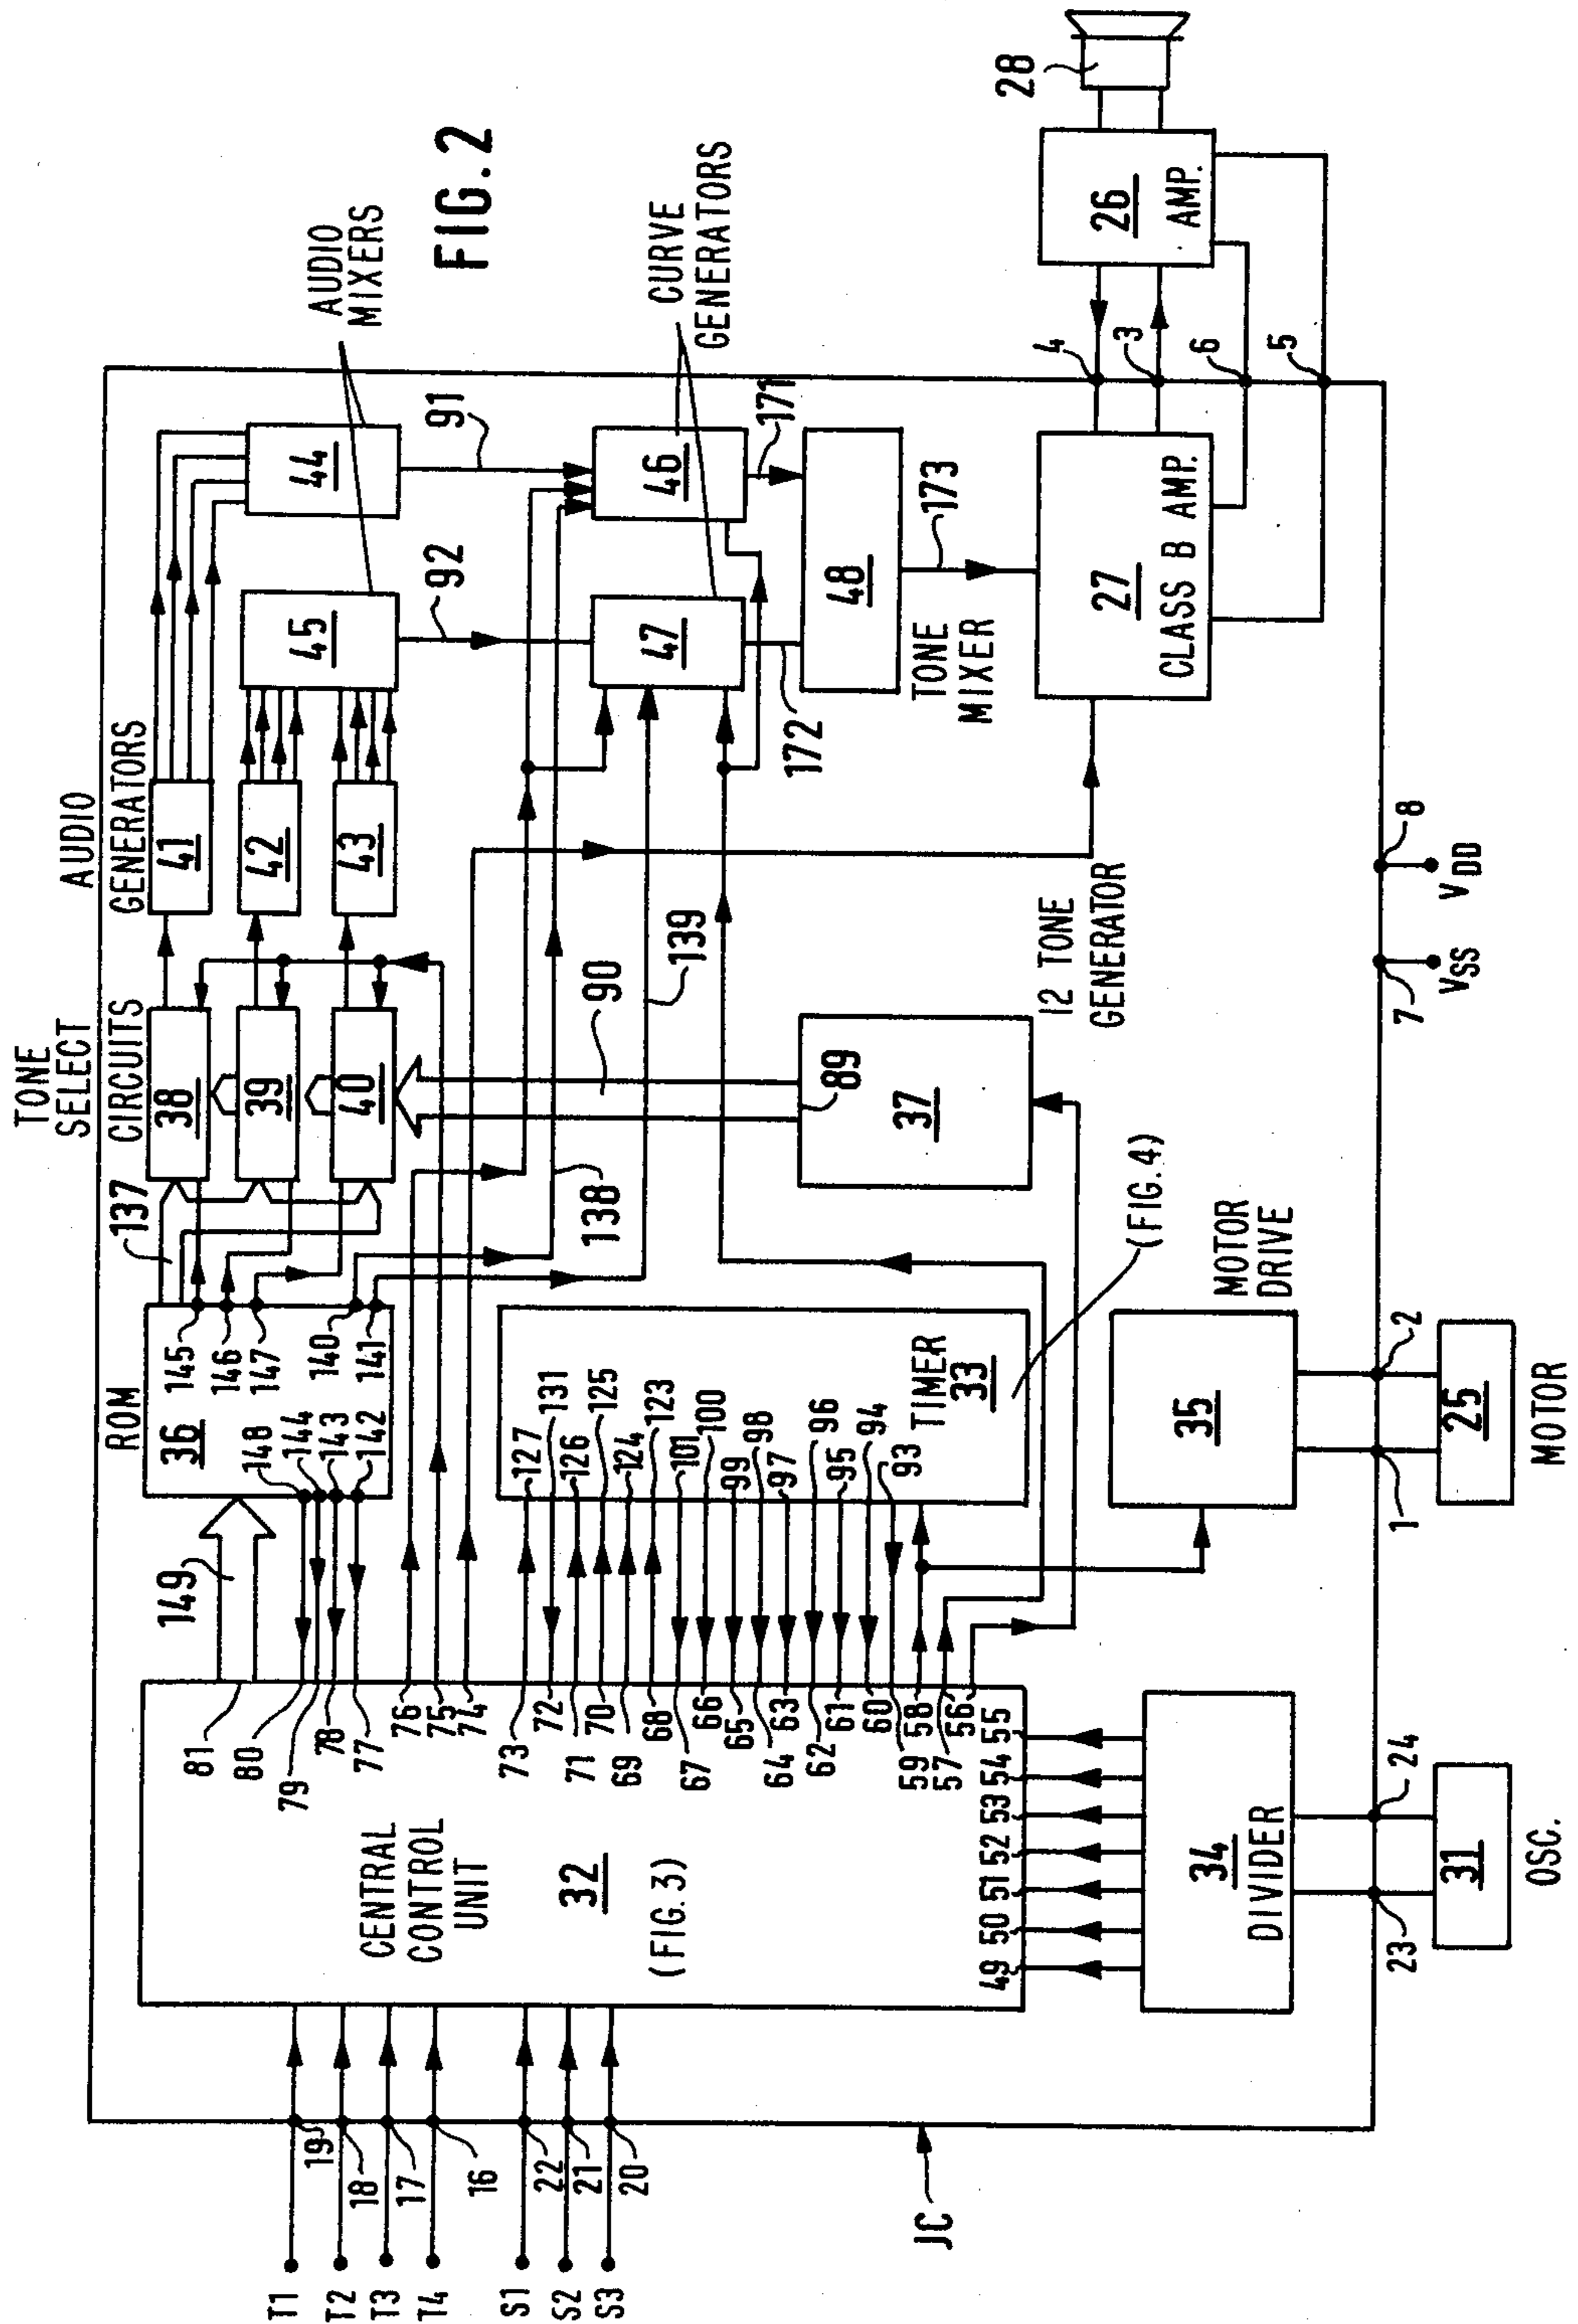 FIG. 2
TONE
SELECT
CIRCUITS
AUDIO
GENERATORS
AUDIO
MIXERS
CURVE
GENERATORS
ROM
36
137
38
39
40
41
42
43
44
45
91
92
46
47
48
171
172
TONE
MIXER
173
27
CLASS B AMP.
26
AMP.
28
4
3
6
5
149
148
144
143
142
145
146
147
140
141
138
139
90
89
37
12 TONE
GENERATOR
T1
T2
T3
T4
S1
S2
S3
19
18
17
16
22
21
20
JC
CENTRAL
CONTROL
UNIT
32
(FIG. 3)
81
80
79
78
77
76
75
74
73
72
71
70
69
68
67
66
65
64
63
62
61
60
59
58
57
56
127
131
126
125
124
123
101
100
99
98
97
96
95
94
93
TIMER
33
(FIG. 4)
49
50
51
52
53
54
55
34
DIVIDER
23
24
31
OSC.
35
MOTOR
DRIVE
1
2
25
MOTOR
7
VSS
8
VDD